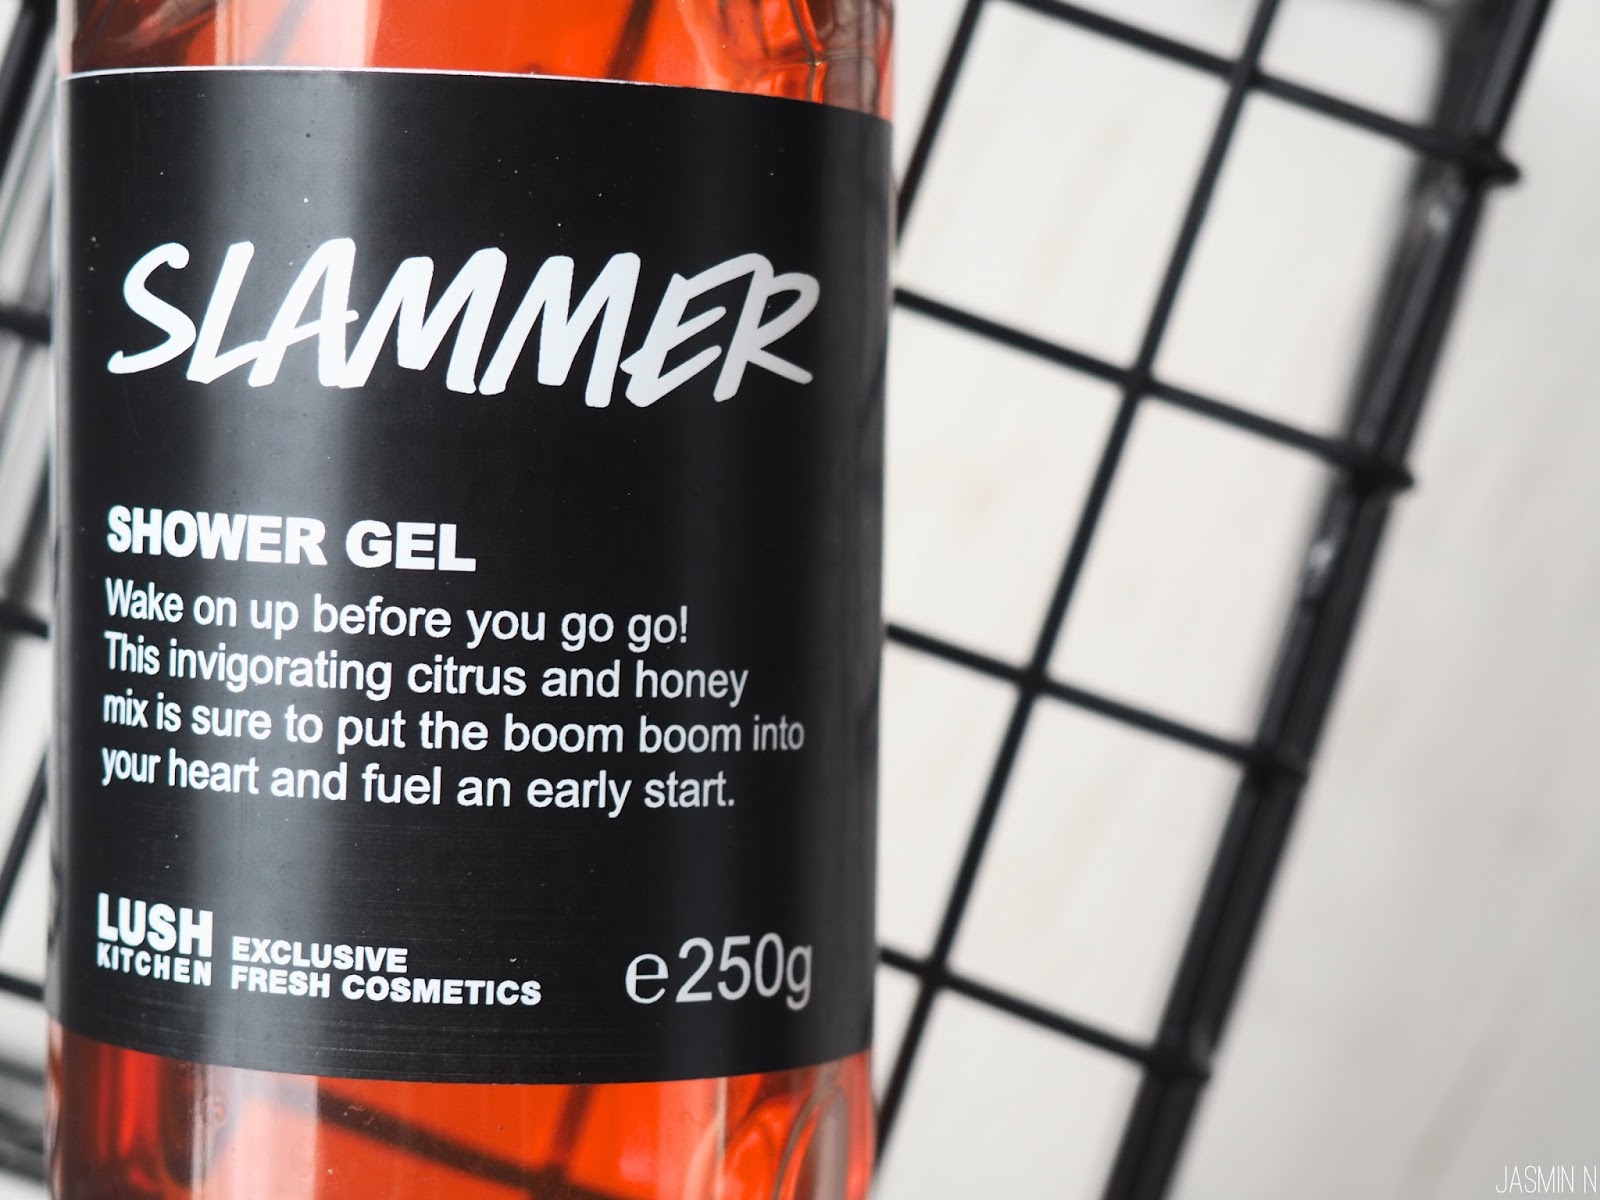 SLAMMER
SHOWER GEL
Wake on up before you go go!
This invigorating citrus and honey
mix is sure to put the boom boom into
your heart and fuel an early start.
LUSH
KITCHEN
EXCLUSIVE
FRESH COSMETICS
℮250g
JASMIN N